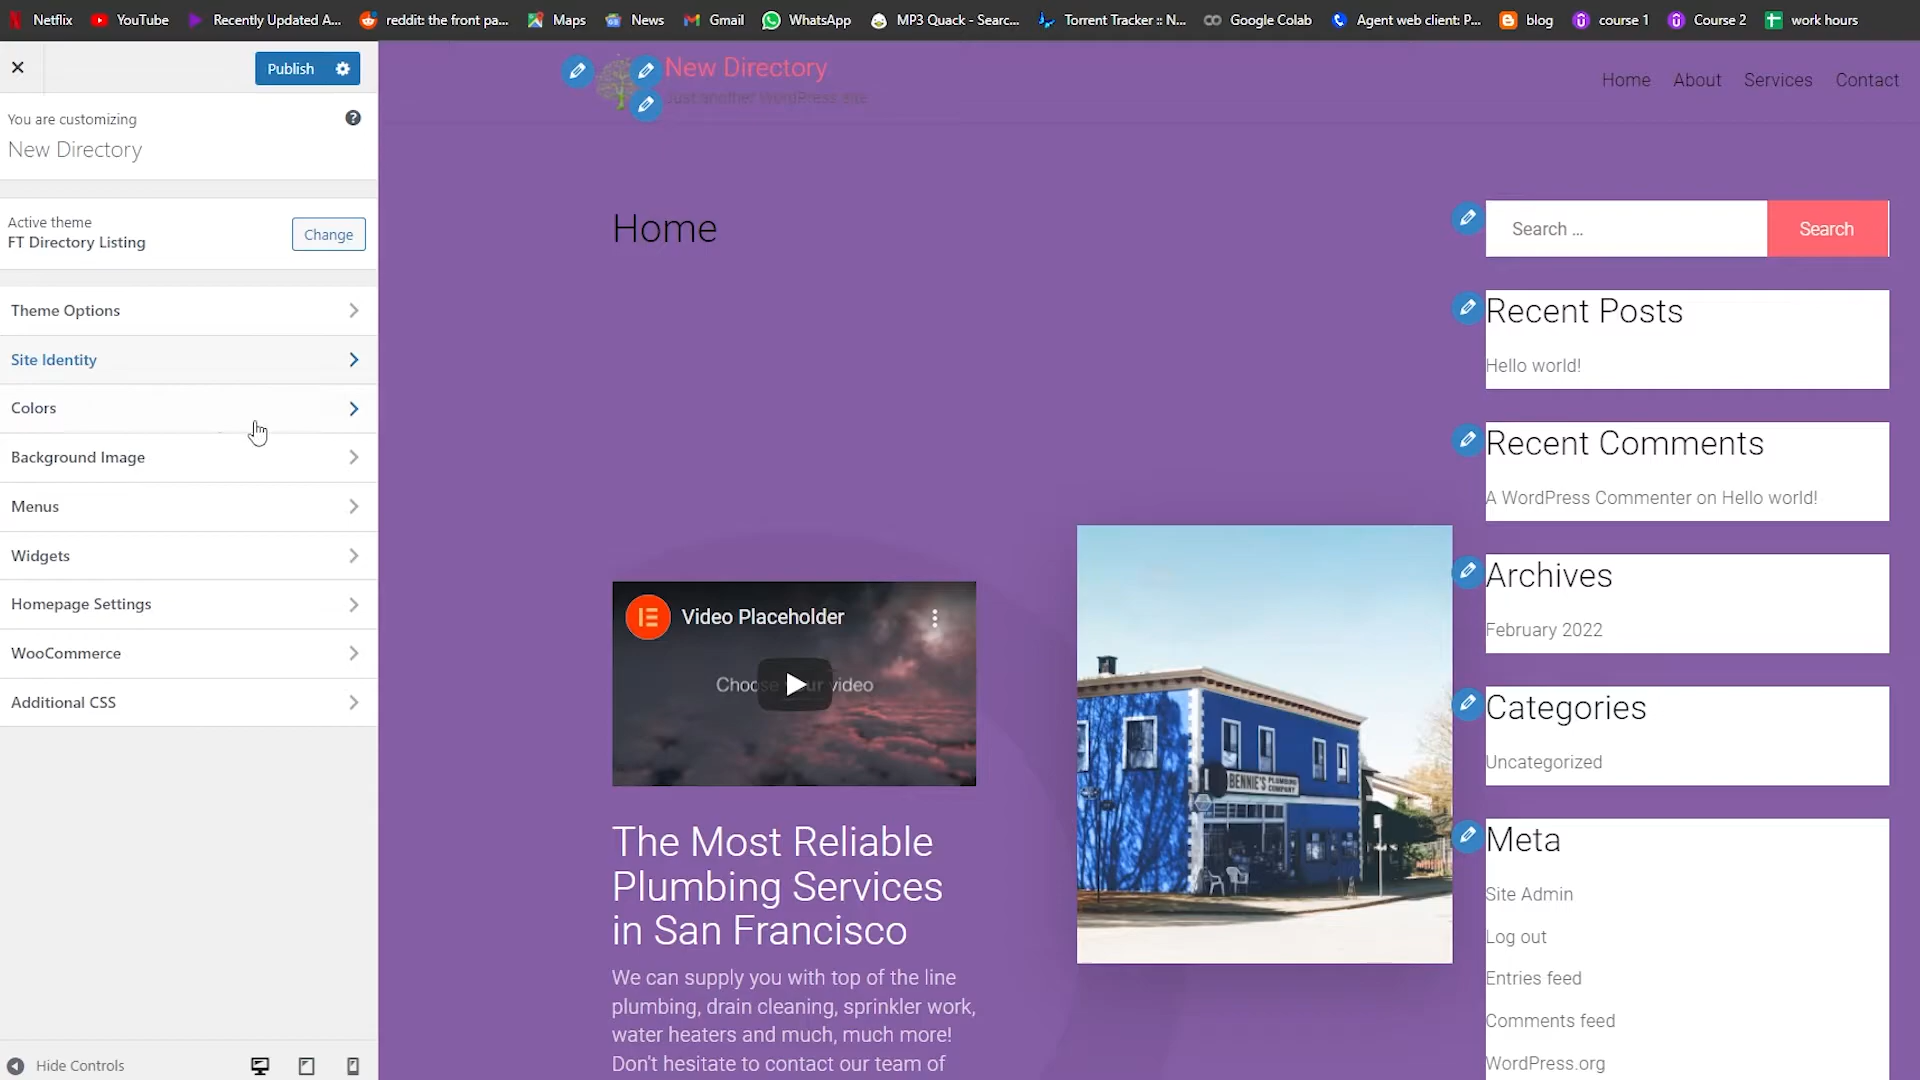 Netflix
YouTube
Recently Updated A...
reddit: the front pa...
Maps
News
Gmail
WhatsApp
MP3 Quack - Searc...
Torrent Tracker :: N...
Google Colab
Agent web client: P...
blog
course 1
Course 2
work hours
Publish
You are customizing
New Directory
Active theme
FT Directory Listing
Change
Theme Options
Site Identity
Colors
Background Image
Menus
Widgets
Homepage Settings
WooCommerce
Additional CSS
Hide Controls
New Directory
Just another WordPress site
Home
About
Services
Contact
Home
Video Placeholder
The Most Reliable
Plumbing Services
in San Francisco
We can supply you with top of the line
plumbing, drain cleaning, sprinkler work,
water heaters and much, much more!
Don't hesitate to contact our team of
BENNIE'S PLUMBING
COMPANY
Search ...
Search
Recent Posts
Hello world!
Recent Comments
A WordPress Commenter on Hello world!
Archives
February 2022
Categories
Uncategorized
Meta
Site Admin
Log out
Entries feed
Comments feed
WordPress.org